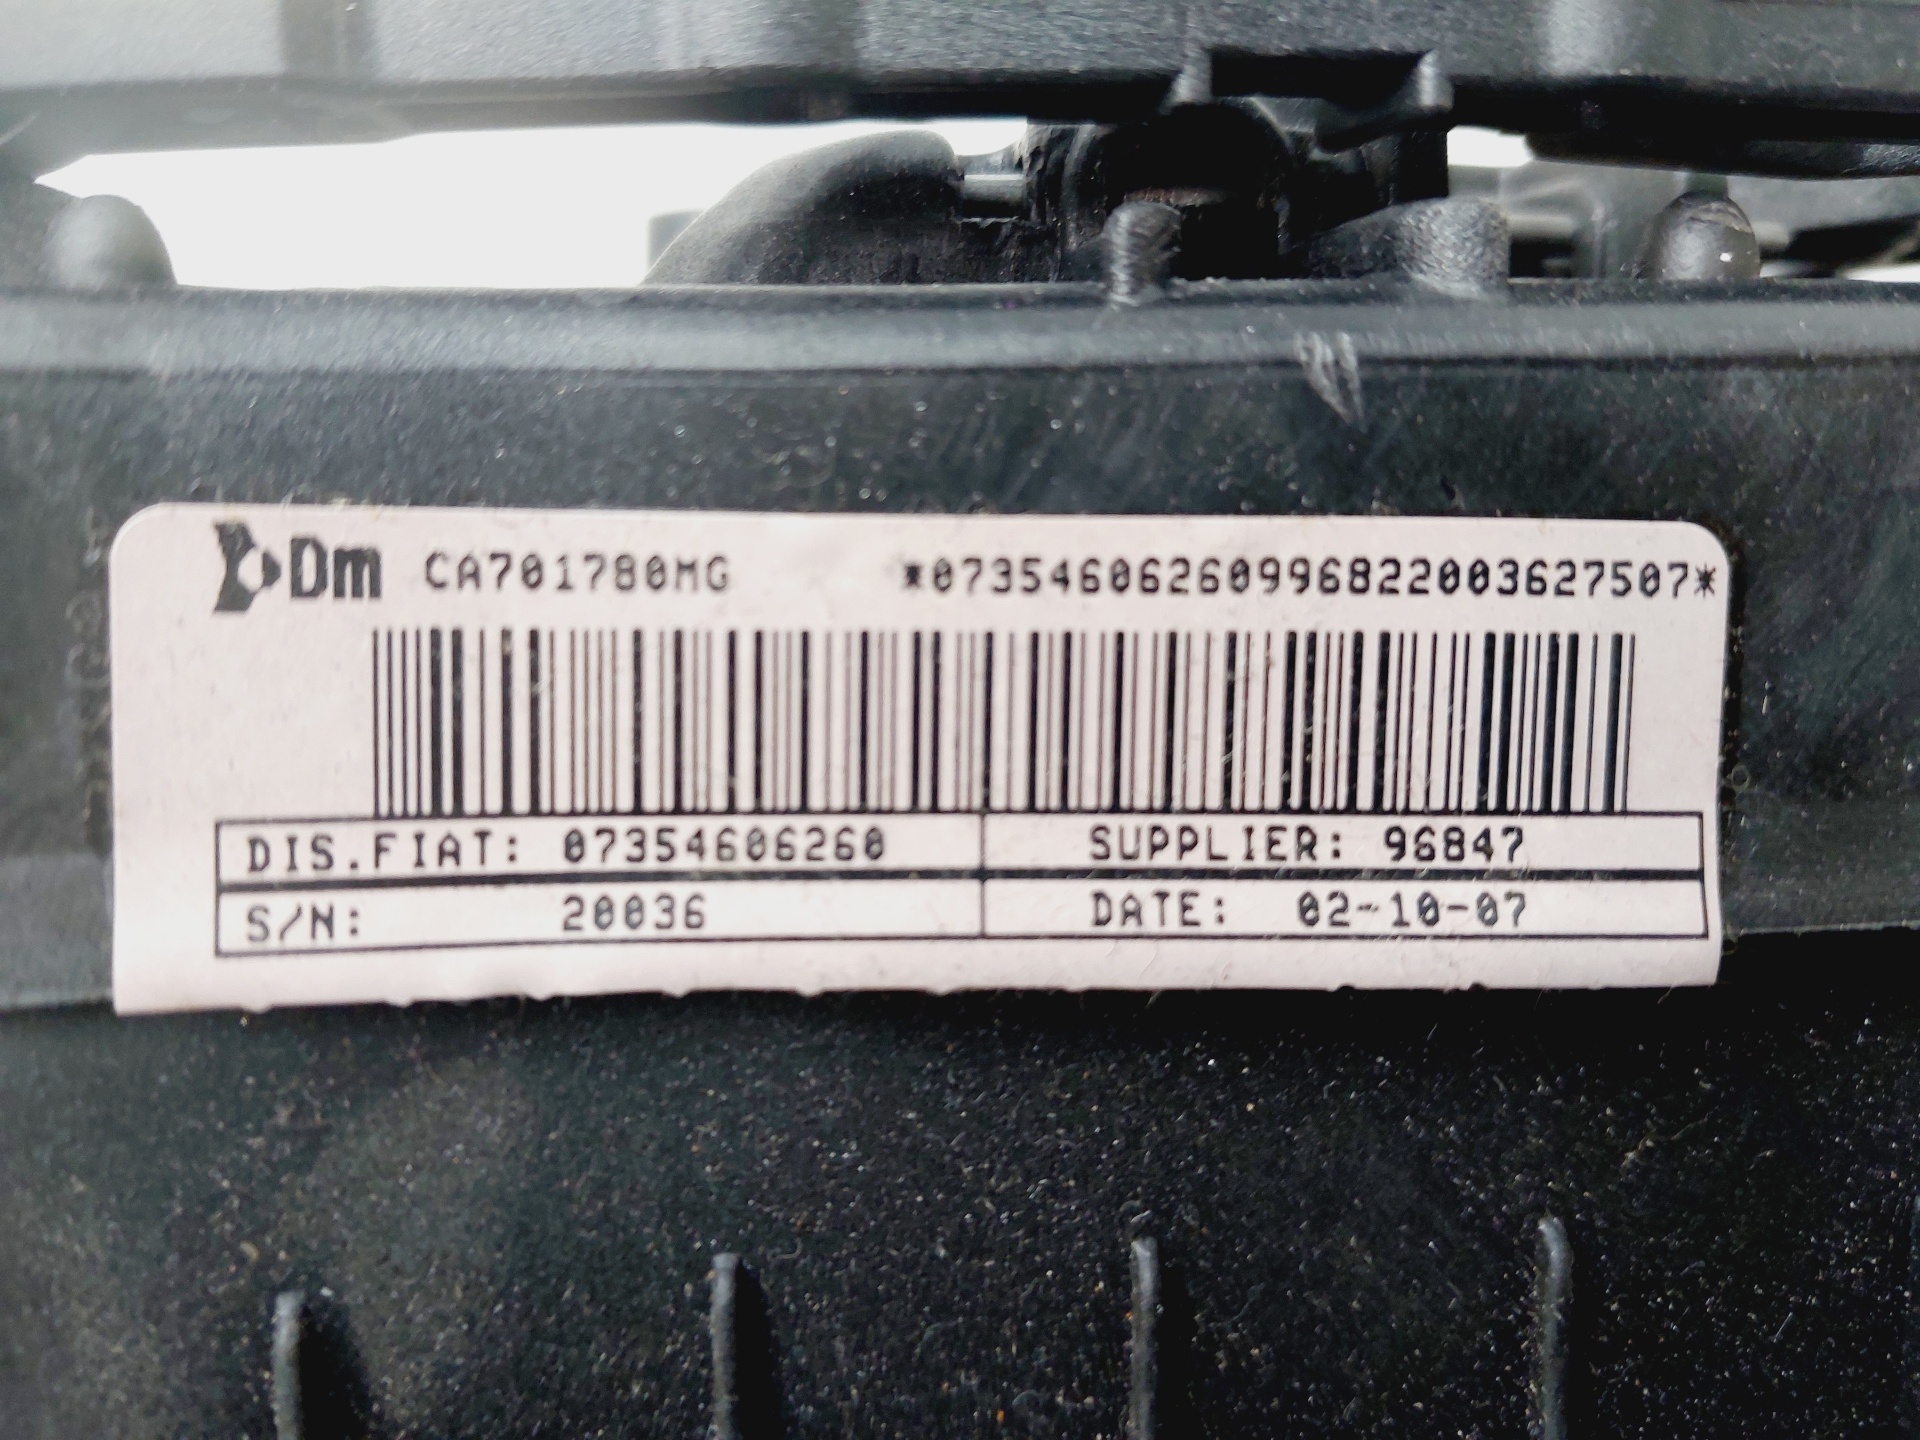 Dm CA701780MG *07354606260996822003627507*
DIS.FIAT: 07354606260 SUPPLIER: 96847
S/N: 20036 DATE: 02-10-07